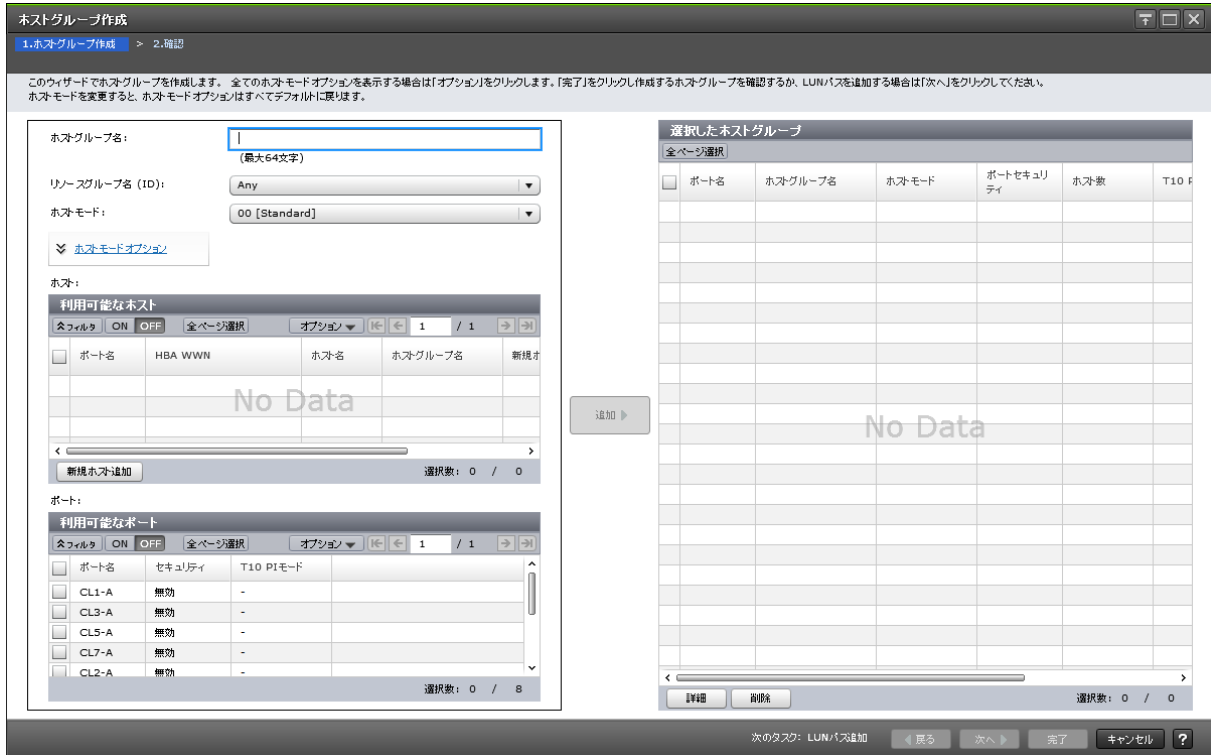 ホストグループ作成
1.ホストグループ作成 > 2.確認
このウィザードでホストグループを作成します。 全てのホストモードオプションを表示する場合は「オプション」をクリックします。「完了」をクリックし作成するホストグループを確認するか、LUNパスを追加する場合は「次へ」をクリックしてください。
ホストモードを変更すると、ホストモードオプションはすべてデフォルトに戻ります。
ホストグループ名:
(最大64文字)
リソースグループ名 (ID): Any
ホストモード: 00 [Standard]
ホストモードオプション
ホスト:
利用可能なホスト
フィルタ ON OFF 全ページ選択 オプション 1 / 1
ポート名 HBA WWN ホスト名 ホストグループ名 新規ホ
No Data
新規ホスト追加 選択数: 0 / 0
ポート:
利用可能なポート
フィルタ ON OFF 全ページ選択 オプション 1 / 1
ポート名 セキュリティ T10 PIモード
CL1-A 無効 -
CL3-A 無効 -
CL5-A 無効 -
CL7-A 無効 -
CL2-A 無効 -
選択数: 0 / 8
追加
選択したホストグループ
全ページ選択
ポート名 ホストグループ名 ホストモード ポートセキュリ
ティ ホスト数 T10 P
No Data
詳細 削除 選択数: 0 / 0
次のタスク: LUNパス追加 戻る 次へ 完了 キャンセル ?